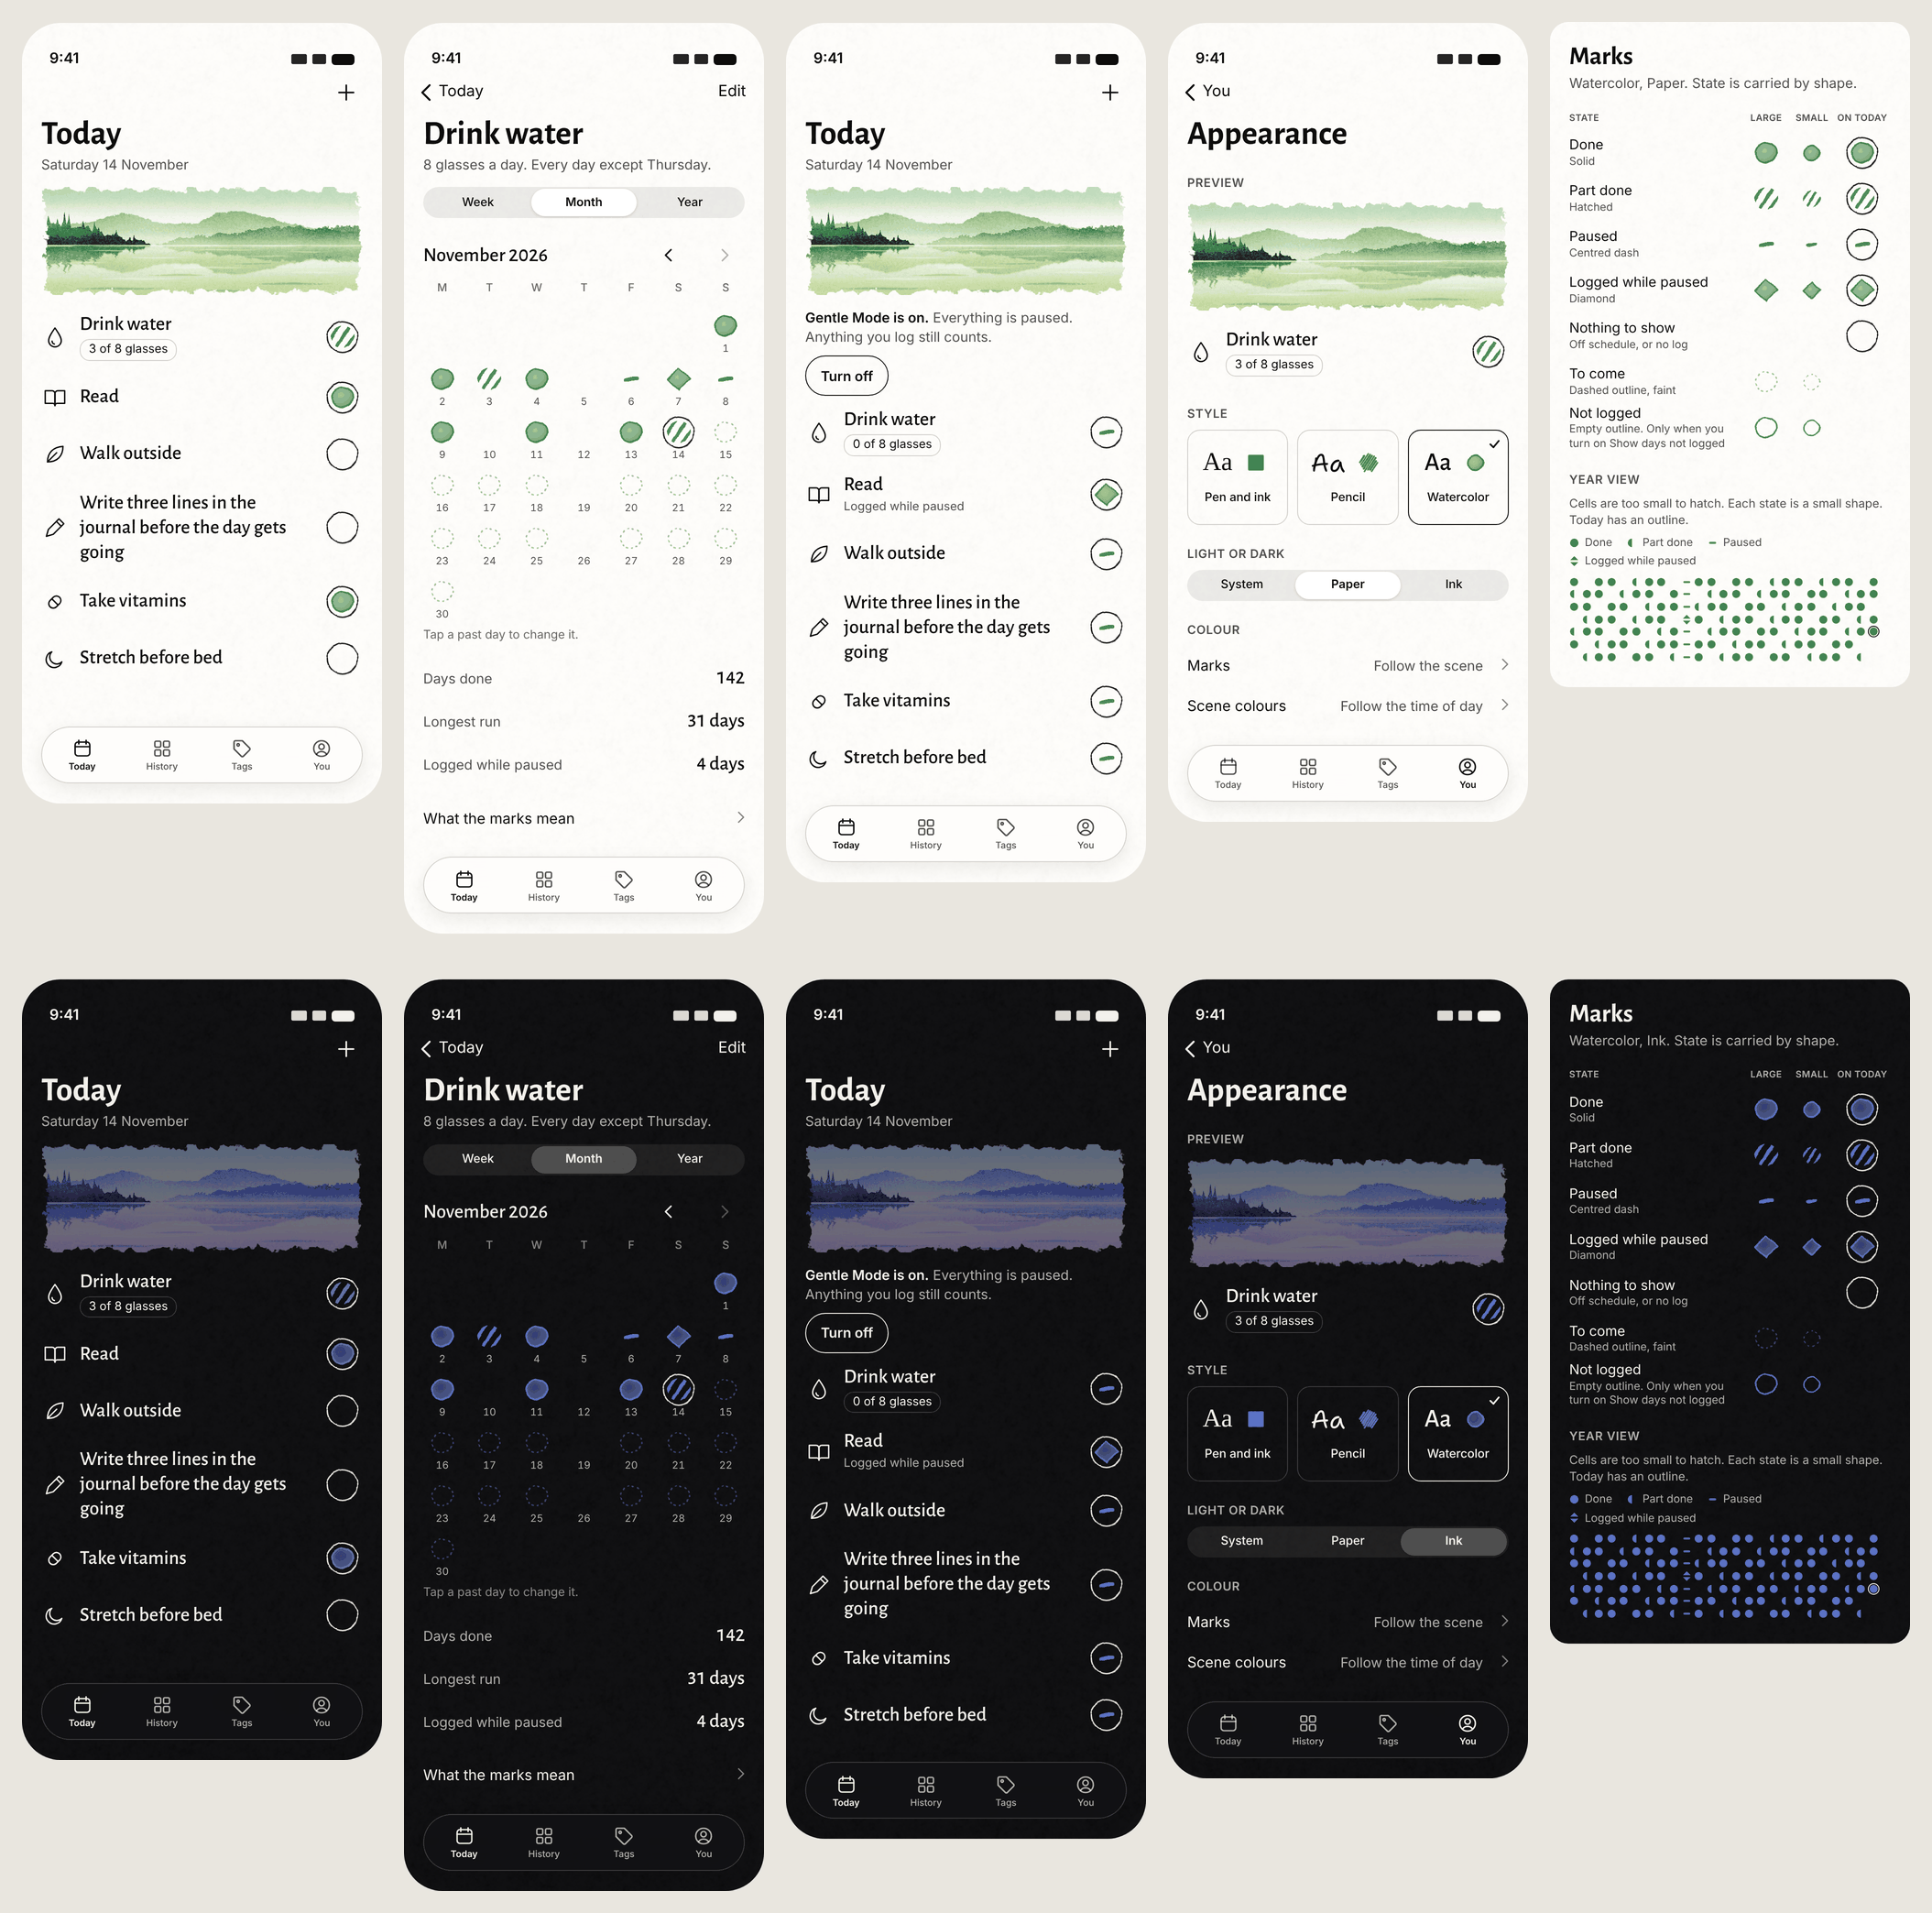 9:41
Today
Saturday 14 November
Drink water
3 of 8 glasses
Read
Walk outside
Write three lines in the
journal before the day gets
going
Take vitamins
Stretch before bed
Today History Tags You
9:41
Today Edit
Drink water
8 glasses a day. Every day except Thursday.
Week Month Year
November 2026
M T W T F S S
1
2 3 4 5 6 7 8
9 10 11 12 13 14 15
16 17 18 19 20 21 22
23 24 25 26 27 28 29
30
Tap a past day to change it.
Days done 142
Longest run 31 days
Logged while paused 4 days
What the marks mean
Today History Tags You
9:41
Today
Saturday 14 November
Gentle Mode is on. Everything is paused.
Anything you log still counts.
Turn off
Drink water
0 of 8 glasses
Read
Logged while paused
Walk outside
Write three lines in the
journal before the day gets
going
Take vitamins
Stretch before bed
Today History Tags You
9:41
You
Appearance
PREVIEW
Drink water
3 of 8 glasses
STYLE
Aa Aa Aa
Pen and ink Pencil Watercolor
LIGHT OR DARK
System Paper Ink
COLOUR
Marks Follow the scene
Scene colours Follow the time of day
Today History Tags You
Marks
Watercolor, Paper. State is carried by shape.
STATE LARGE SMALL ON TODAY
Done
Solid
Part done
Hatched
Paused
Centred dash
Logged while paused
Diamond
Nothing to show
Off schedule, or no log
To come
Dashed outline, faint
Not logged
Empty outline. Only when you
turn on Show days not logged
YEAR VIEW
Cells are too small to hatch. Each state is a small shape.
Today has an outline.
Done Part done Paused
Logged while paused
9:41
Today
Saturday 14 November
Drink water
3 of 8 glasses
Read
Walk outside
Write three lines in the
journal before the day gets
going
Take vitamins
Stretch before bed
Today History Tags You
9:41
Today Edit
Drink water
8 glasses a day. Every day except Thursday.
Week Month Year
November 2026
M T W T F S S
1
2 3 4 5 6 7 8
9 10 11 12 13 14 15
16 17 18 19 20 21 22
23 24 25 26 27 28 29
30
Tap a past day to change it.
Days done 142
Longest run 31 days
Logged while paused 4 days
What the marks mean
Today History Tags You
9:41
Today
Saturday 14 November
Gentle Mode is on. Everything is paused.
Anything you log still counts.
Turn off
Drink water
0 of 8 glasses
Read
Logged while paused
Walk outside
Write three lines in the
journal before the day gets
going
Take vitamins
Stretch before bed
Today History Tags You
9:41
You
Appearance
PREVIEW
Drink water
3 of 8 glasses
STYLE
Aa Aa Aa
Pen and ink Pencil Watercolor
LIGHT OR DARK
System Paper Ink
COLOUR
Marks Follow the scene
Scene colours Follow the time of day
Today History Tags You
Marks
Watercolor, Ink. State is carried by shape.
STATE LARGE SMALL ON TODAY
Done
Solid
Part done
Hatched
Paused
Centred dash
Logged while paused
Diamond
Nothing to show
Off schedule, or no log
To come
Dashed outline, faint
Not logged
Empty outline. Only when you
turn on Show days not logged
YEAR VIEW
Cells are too small to hatch. Each state is a small shape.
Today has an outline.
Done Part done Paused
Logged while paused